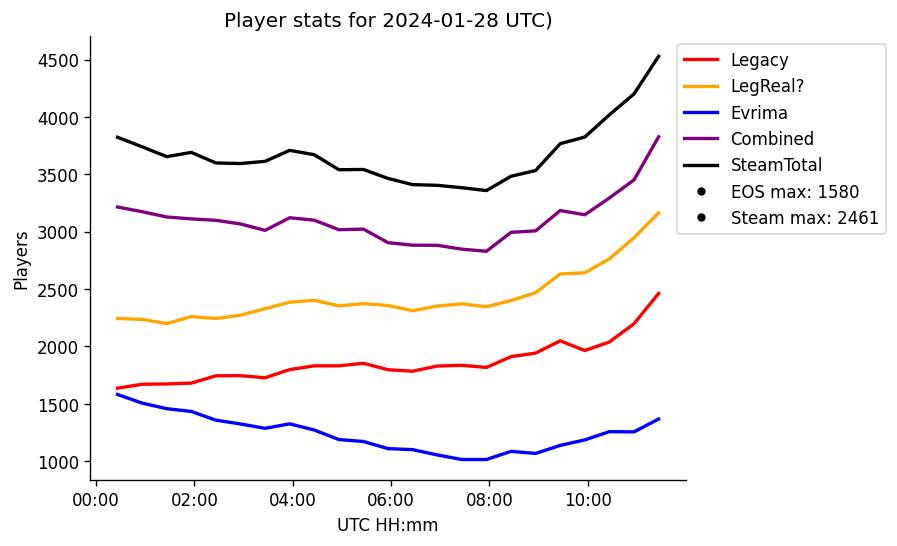 Player stats for 2024-01-28 UTC)
4500
4000
3500
3000
2500
2000
1500
1000
Players
00:00 02:00 04:00 06:00 08:00 10:00
UTC HH:mm
Legacy
LegReal?
Evrima
Combined
SteamTotal
EOS max: 1580
Steam max: 2461